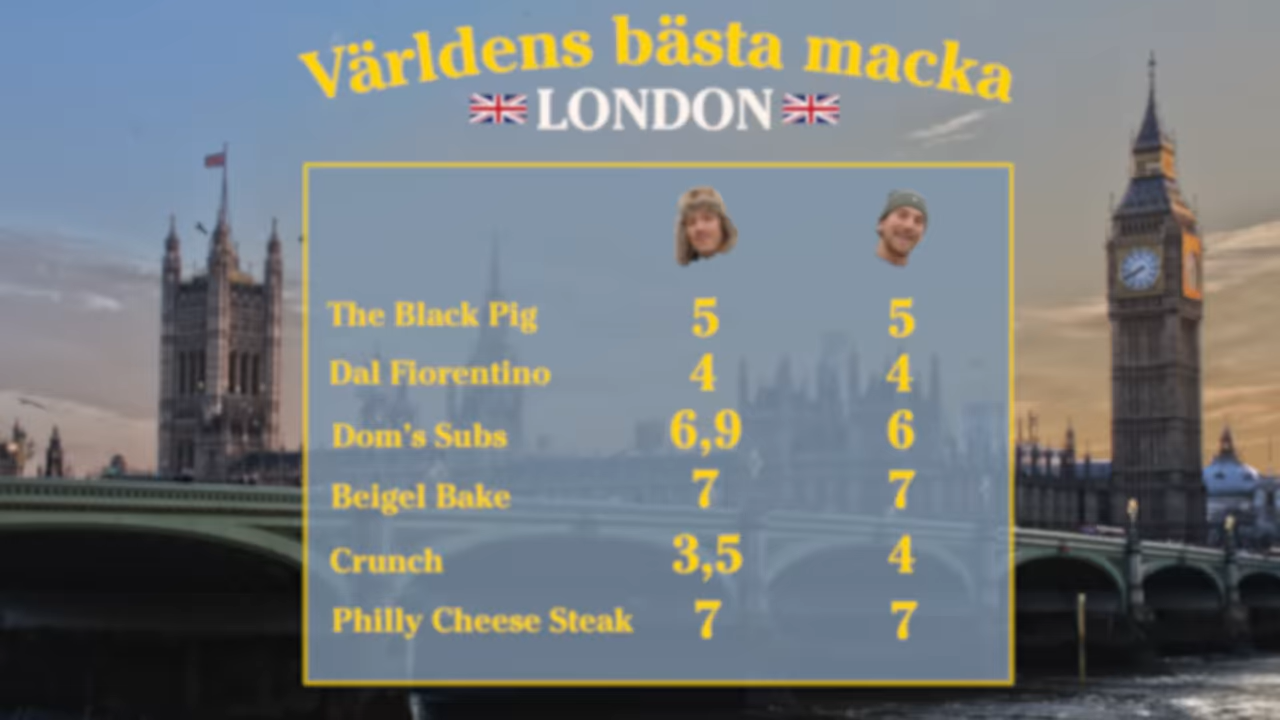 Världens bästa macka
LONDON
The Black Pig 5 5
Dal Fiorentino 4 4
Dom's Subs 6,9 6
Beigel Bake 7 7
Crunch 3,5 4
Philly Cheese Steak 7 7